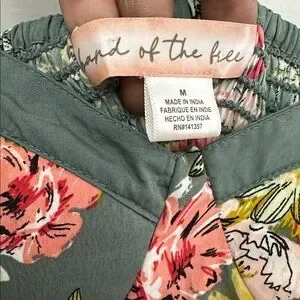 land of the free
M
MADE IN INDIA
FABRIQUE EN INDE
HECHO EN INDIA
RN#141357